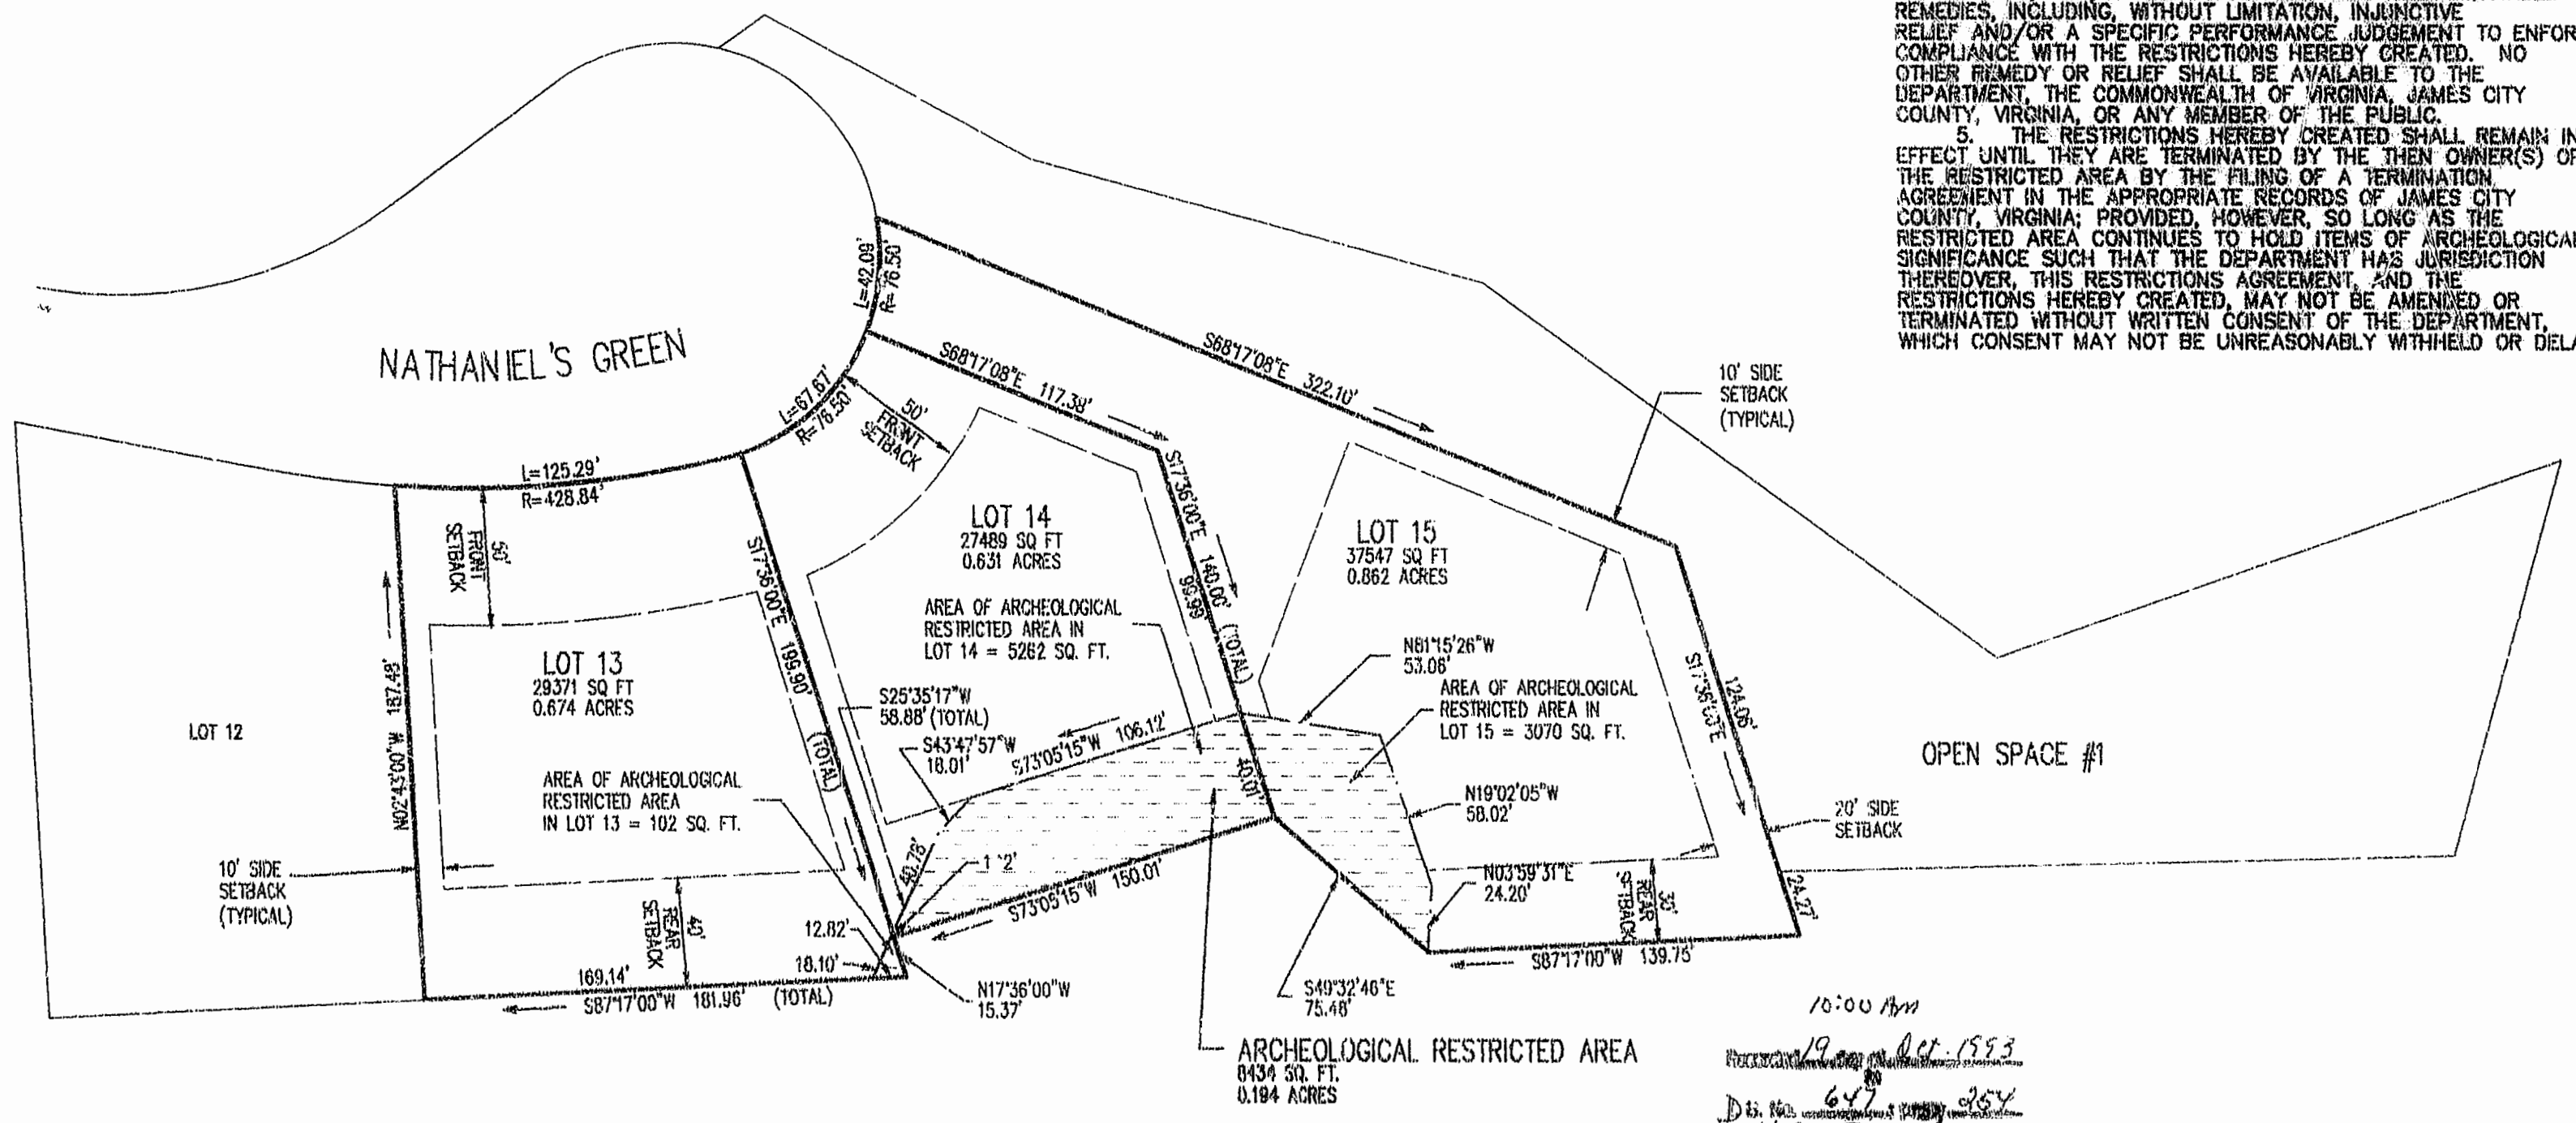 REMEDIES, INCLUDING, WITHOUT LIMITATION, INJUNCTIVE
RELIEF AND/OR A SPECIFIC PERFORMANCE JUDGEMENT TO ENFOR
COMPLIANCE WITH THE RESTRICTIONS HEREBY CREATED. NO
OTHER REMEDY OR RELIEF SHALL BE AVAILABLE TO THE
DEPARTMENT, THE COMMONWEALTH OF VIRGINIA, JAMES CITY
COUNTY, VIRGINIA, OR ANY MEMBER OF THE PUBLIC.
5. THE RESTRICTIONS HEREBY CREATED SHALL REMAIN IN
EFFECT UNTIL THEY ARE TERMINATED BY THE THEN OWNER(S) OF
THE RESTRICTED AREA BY THE FILING OF A TERMINATION
AGREEMENT IN THE APPROPRIATE RECORDS OF JAMES CITY
COUNTY, VIRGINIA; PROVIDED, HOWEVER, SO LONG AS THE
RESTRICTED AREA CONTINUES TO HOLD ITEMS OF ARCHEOLOGICAL
SIGNIFICANCE SUCH THAT THE DEPARTMENT HAS JURISDICTION
THEREOVER, THIS RESTRICTIONS AGREEMENT, AND THE
RESTRICTIONS HEREBY CREATED, MAY NOT BE AMENDED OR
TERMINATED WITHOUT WRITTEN CONSENT OF THE DEPARTMENT,
WHICH CONSENT MAY NOT BE UNREASONABLY WITHHELD OR DELA
NATHANIEL'S GREEN
L=42.09'
R=76.50'
L=67.67'
R=76.50'
L=125.29'
R=428.84'
S68°17'08"E 117.38'
S68°17'08"E 322.10'
10' SIDE
SETBACK
(TYPICAL)
50'
FRONT
SETBACK
50'
FRONT
SETBACK
LOT 14
27489 SQ FT
0.631 ACRES
LOT 15
37547 SQ FT
0.862 ACRES
S17°36'00"E 140.00' (TOTAL)
99.99'
40.01'
S17°36'00"E 199.90' (TOTAL)
AREA OF ARCHEOLOGICAL
RESTRICTED AREA IN
LOT 14 = 5262 SQ. FT.
LOT 13
29371 SQ FT
0.674 ACRES
N02°43'00"W 187.48'
LOT 12
N81°15'26"W
53.06'
AREA OF ARCHEOLOGICAL
RESTRICTED AREA IN
LOT 15 = 3070 SQ. FT.
S17°36'00"E
124.06'
S25°35'17"W
58.88' (TOTAL)
S43°47'57"W
18.01'
S73°05'15"W 106.12'
OPEN SPACE #1
AREA OF ARCHEOLOGICAL
RESTRICTED AREA
IN LOT 13 = 102 SQ. FT.
N19°02'05"W
58.02'
20' SIDE
SETBACK
10' SIDE
SETBACK
(TYPICAL)
40.78'
S73°05'15"W 150.01'
N03°59'31"E
24.20'
30'
REAR
24.27'
40'
REAR
SETBACK
12.82'
18.10'
169.14'
S87°17'00"W 181.96' (TOTAL)
N17°36'00"W
15.37'
S49°32'46"E
75.48'
S87°17'00"W 139.75'
ARCHEOLOGICAL RESTRICTED AREA
8434 SQ. FT.
0.194 ACRES
10:00 AM
19 Oct. 1993
647 254